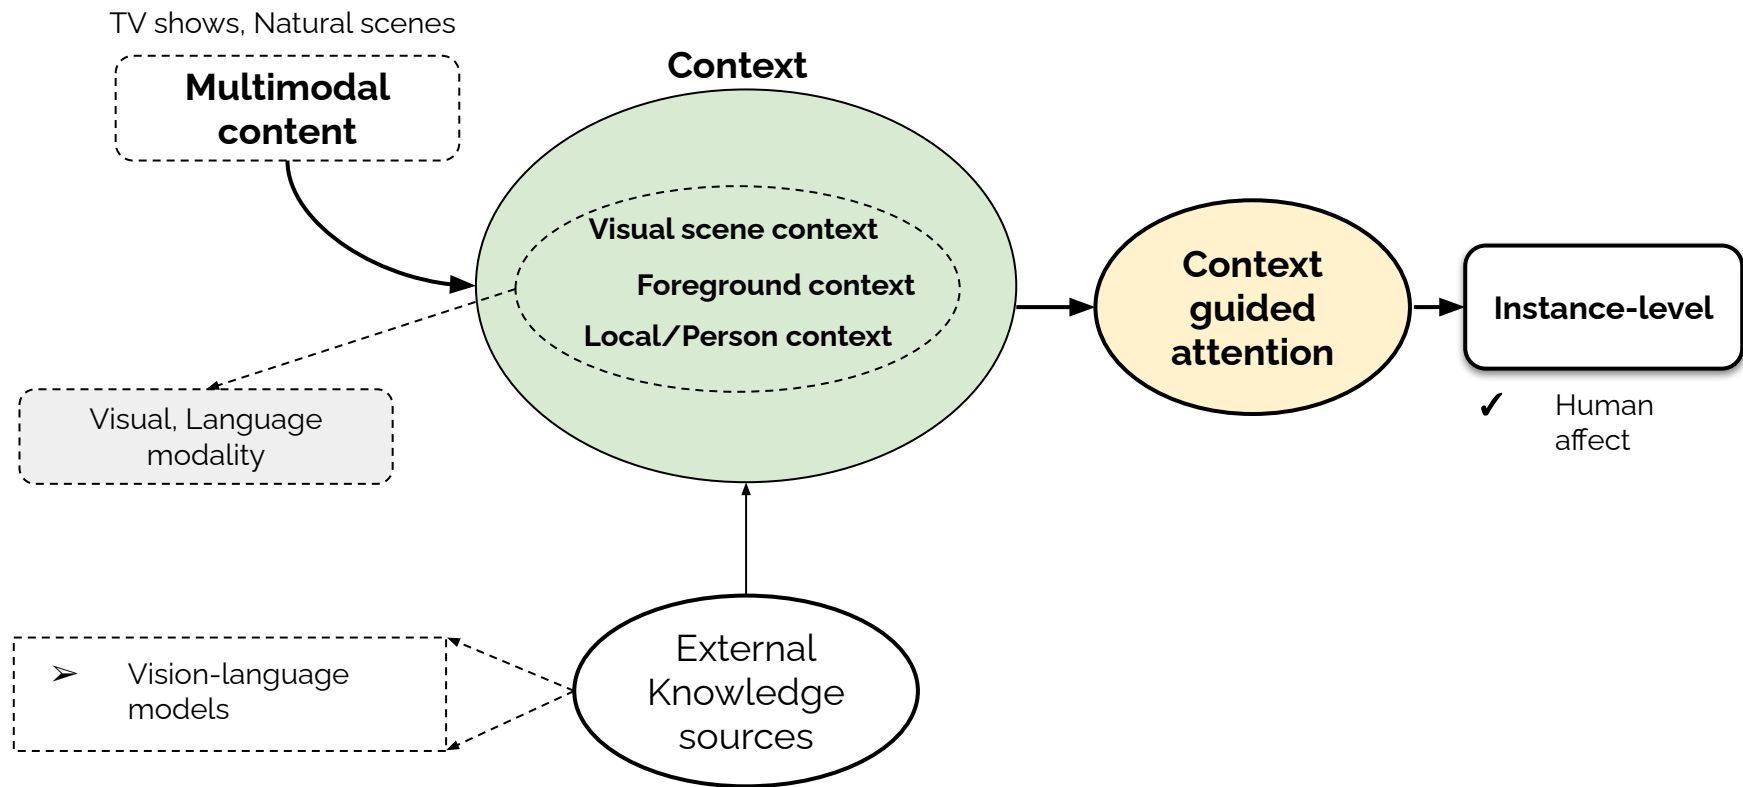 TV shows, Natural scenes
Multimodal
content
Context
Visual scene context
Foreground context
Local/Person context
Context
guided
attention
Instance-level
✓ Human
affect
Visual, Language
modality
External
Knowledge
sources
➢ Vision-language
models